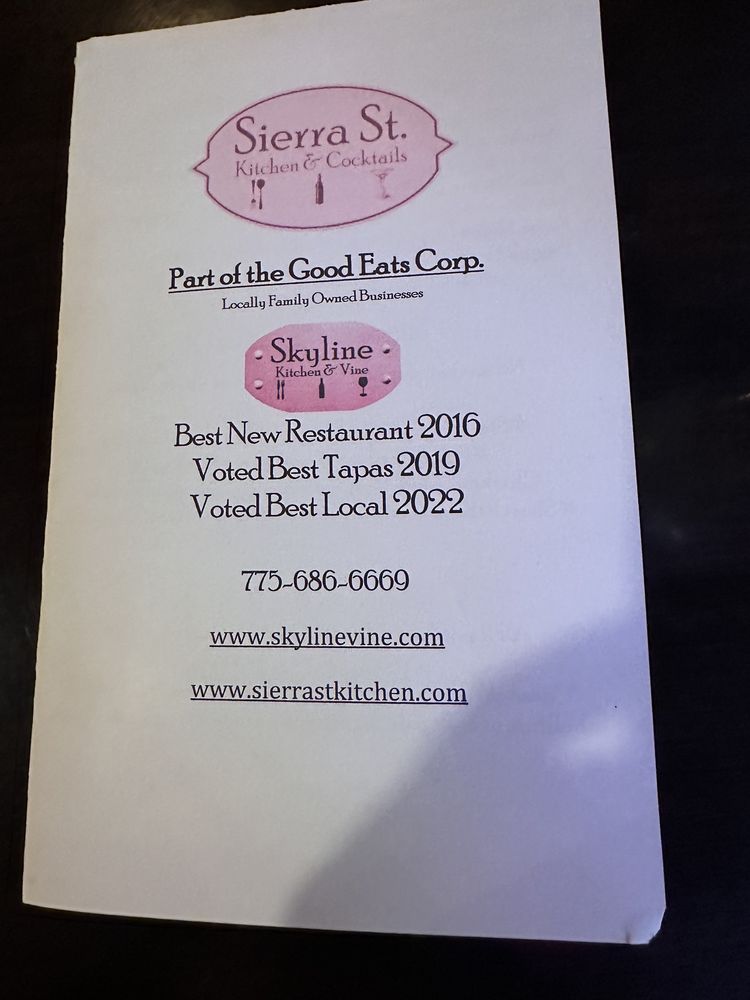 Sierra St.
Kitchen & Cocktails
Part of the Good Eats Corp.
Locally Family Owned Businesses
Skyline
Kitchen & Vine
Best New Restaurant 2016
Voted Best Tapas 2019
Voted Best Local 2022
775-686-6669
www.skylinevine.com
www.sierrastkitchen.com